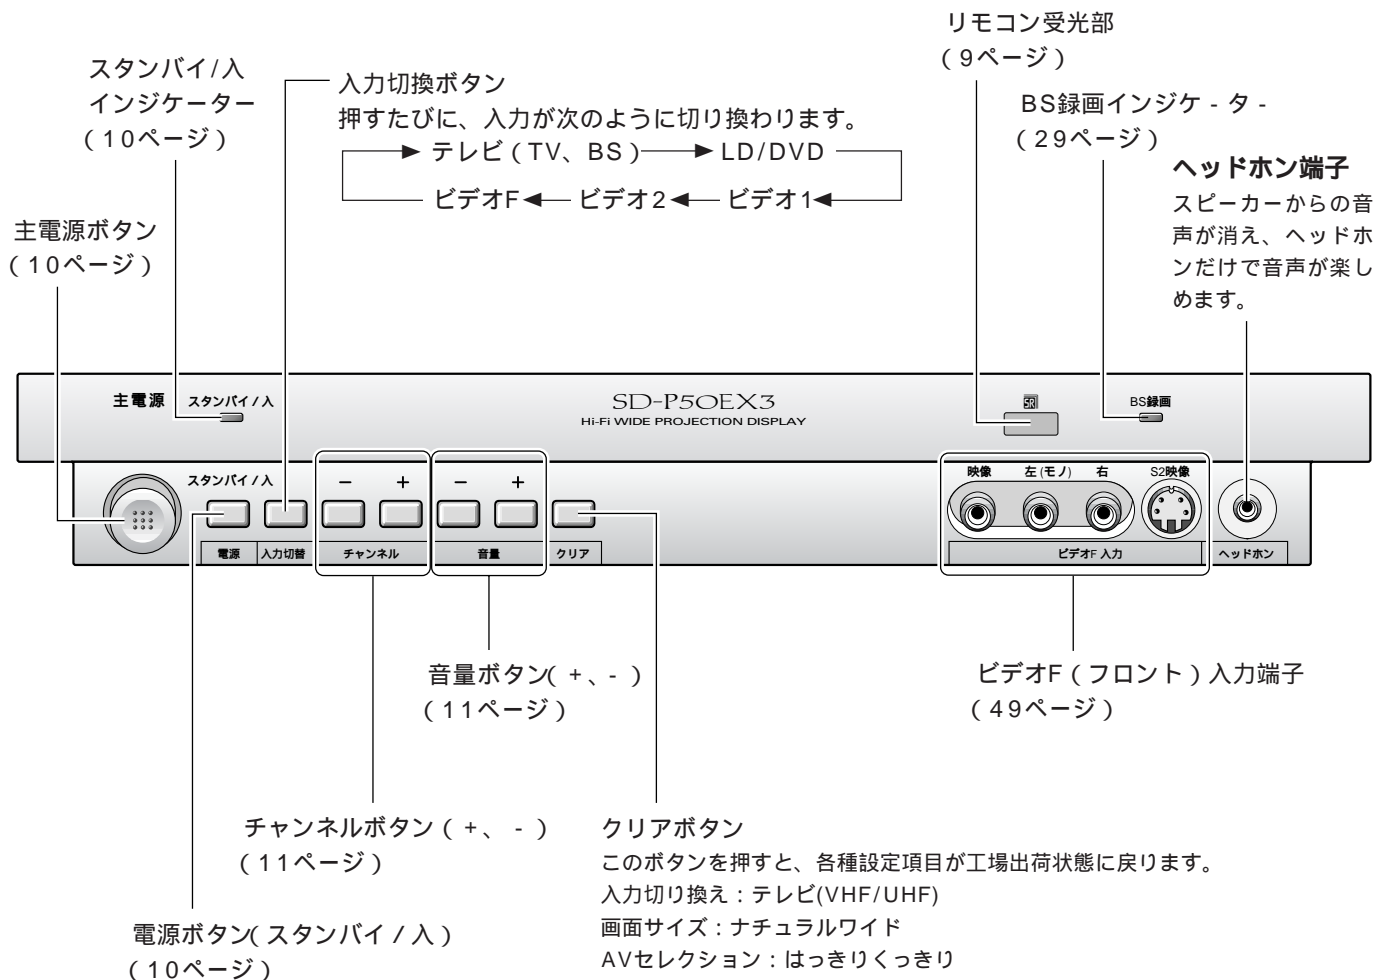 リモコン受光部
(9ページ)
スタンバイ/入
インジケーター
(10ページ)
入力切換ボタン
押すたびに、入力が次のように切り換わります。
テレビ(TV、BS) LD/DVD
ビデオF ビデオ2 ビデオ1
BS録画インジケ-タ-
(29ページ)
ヘッドホン端子
スピーカーからの音
声が消え、ヘッドホ
ンだけで音声が楽し
めます。
主電源ボタン
(10ページ)
主電源 スタンバイ/入
SD-P50EX3
Hi-Fi WIDE PROJECTION DISPLAY
SR
BS録画
スタンバイ/入
− + − +
映像 左(モノ) 右 S2映像
電源 入力切替 チャンネル 音量 クリア
ビデオF 入力 ヘッドホン
音量ボタン(+、-)
(11ページ)
ビデオF(フロント)入力端子
(49ページ)
チャンネルボタン(+、-)
(11ページ)
クリアボタン
このボタンを押すと、各種設定項目が工場出荷状態に戻ります。
入力切り換え:テレビ(VHF/UHF)
画面サイズ:ナチュラルワイド
AVセレクション:はっきりくっきり
電源ボタン(スタンバイ/入)
(10ページ)